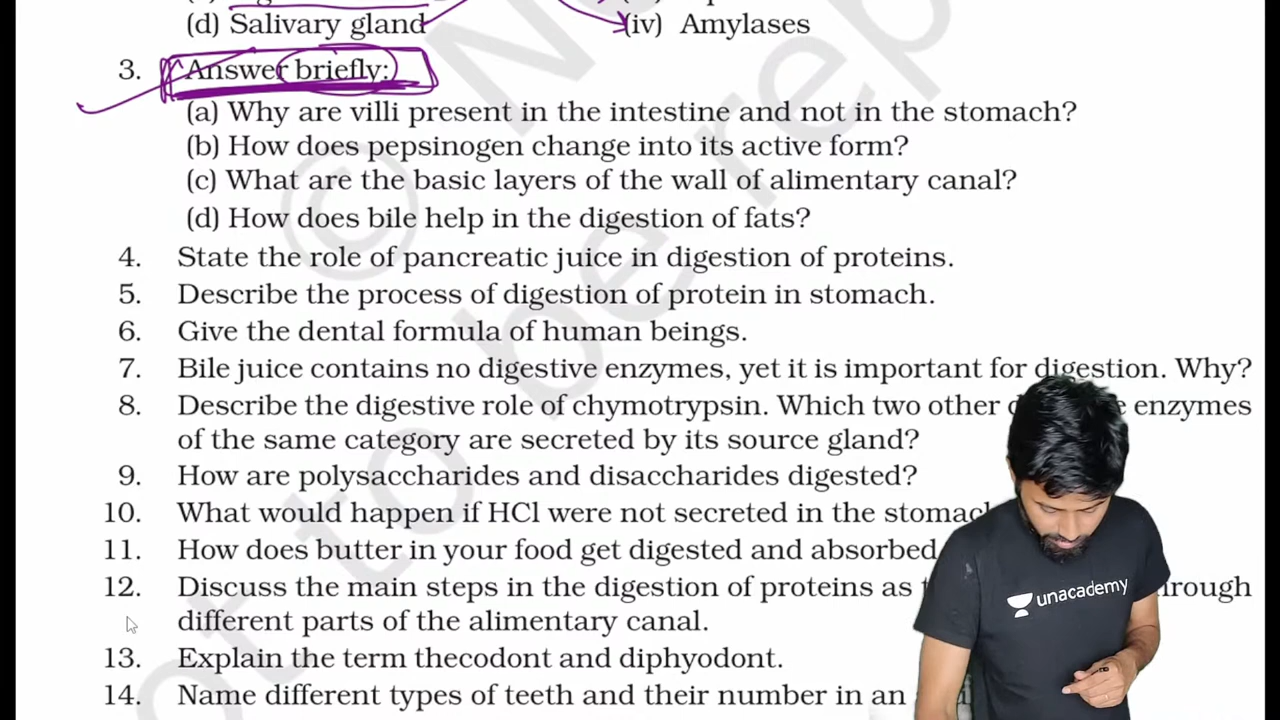 (d) Salivary gland (iv) Amylases
3. Answer briefly:
(a) Why are villi present in the intestine and not in the stomach?
(b) How does pepsinogen change into its active form?
(c) What are the basic layers of the wall of alimentary canal?
(d) How does bile help in the digestion of fats?
4. State the role of pancreatic juice in digestion of proteins.
5. Describe the process of digestion of protein in stomach.
6. Give the dental formula of human beings.
7. Bile juice contains no digestive enzymes, yet it is important for digestion. Why?
8. Describe the digestive role of chymotrypsin. Which two other enzymes
of the same category are secreted by its source gland?
9. How are polysaccharides and disaccharides digested?
10. What would happen if HCl were not secreted in the stomach
11. How does butter in your food get digested and absorbed
12. Discuss the main steps in the digestion of proteins as through
different parts of the alimentary canal.
13. Explain the term thecodont and diphyodont.
14. Name different types of teeth and their number in an
unacademy